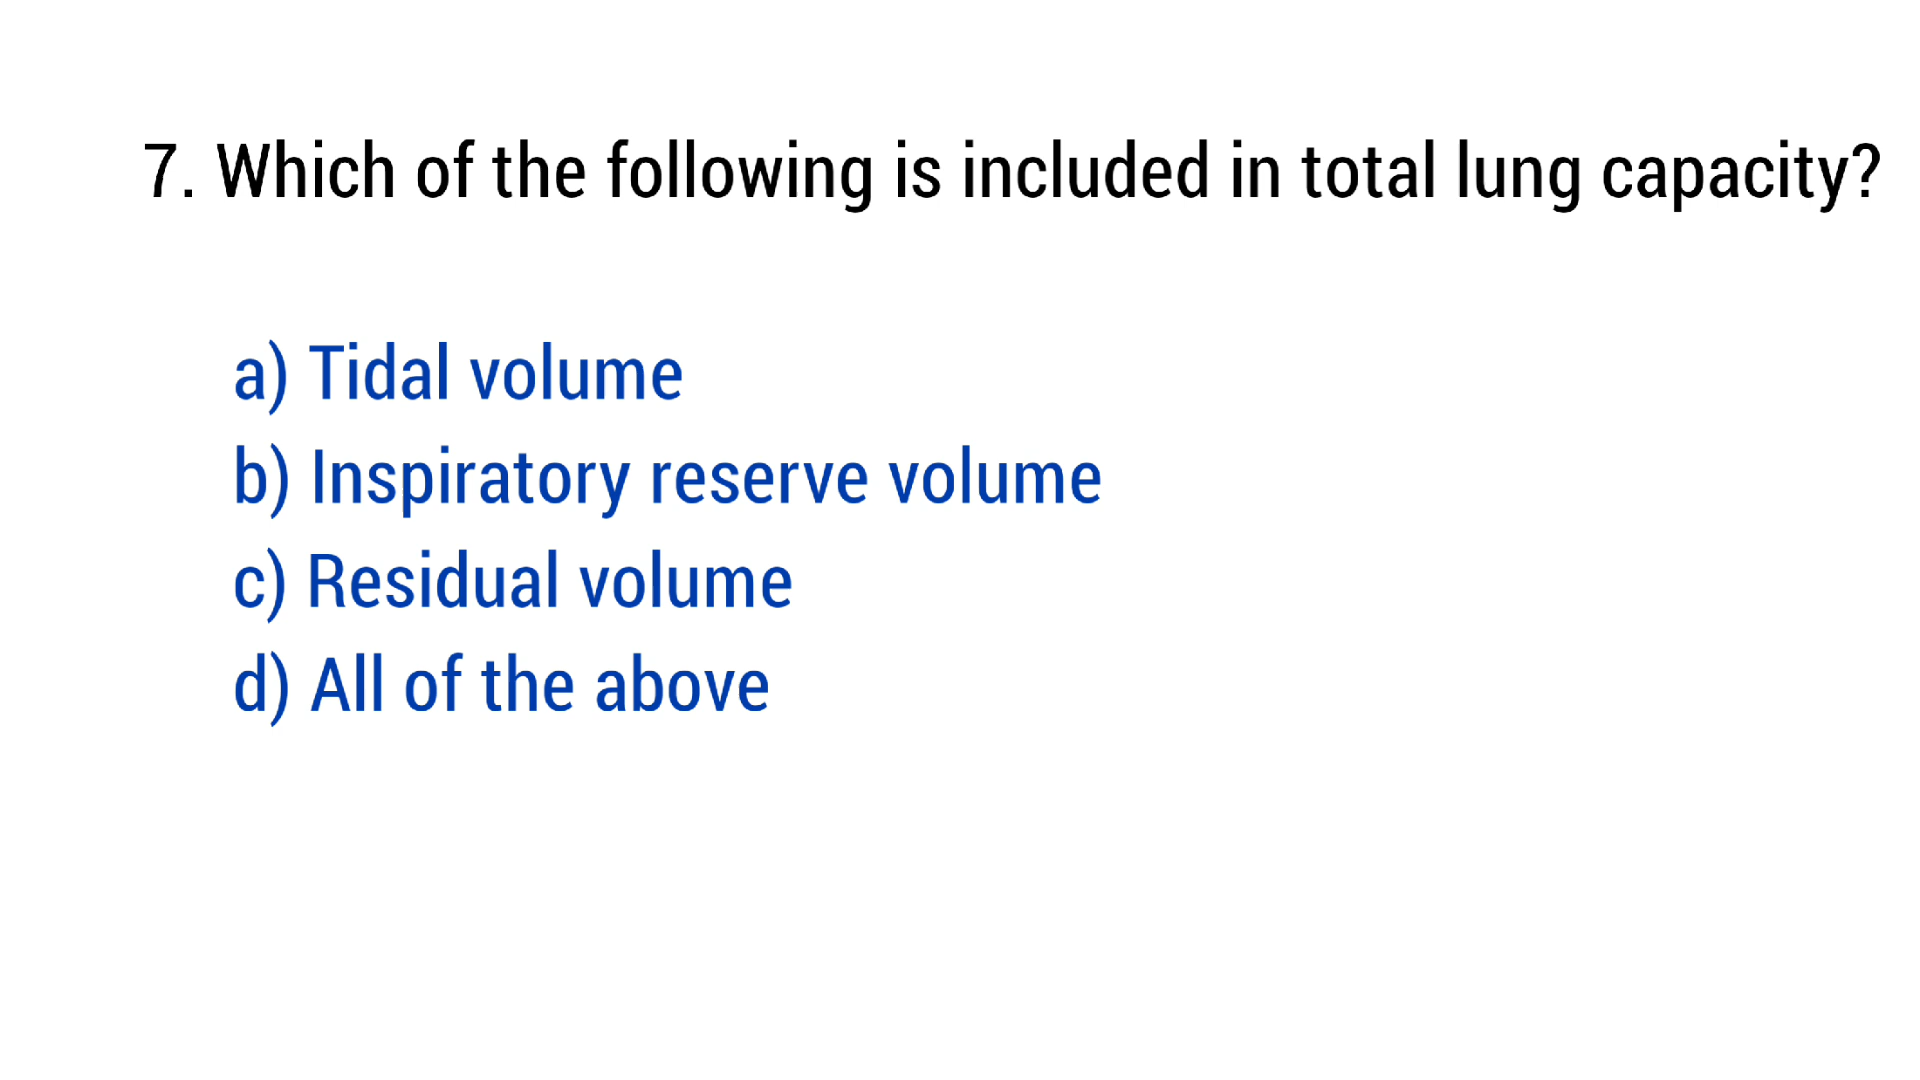 7. Which of the following is included in total lung capacity?
a) Tidal volume
b) Inspiratory reserve volume
c) Residual volume
d) All of the above